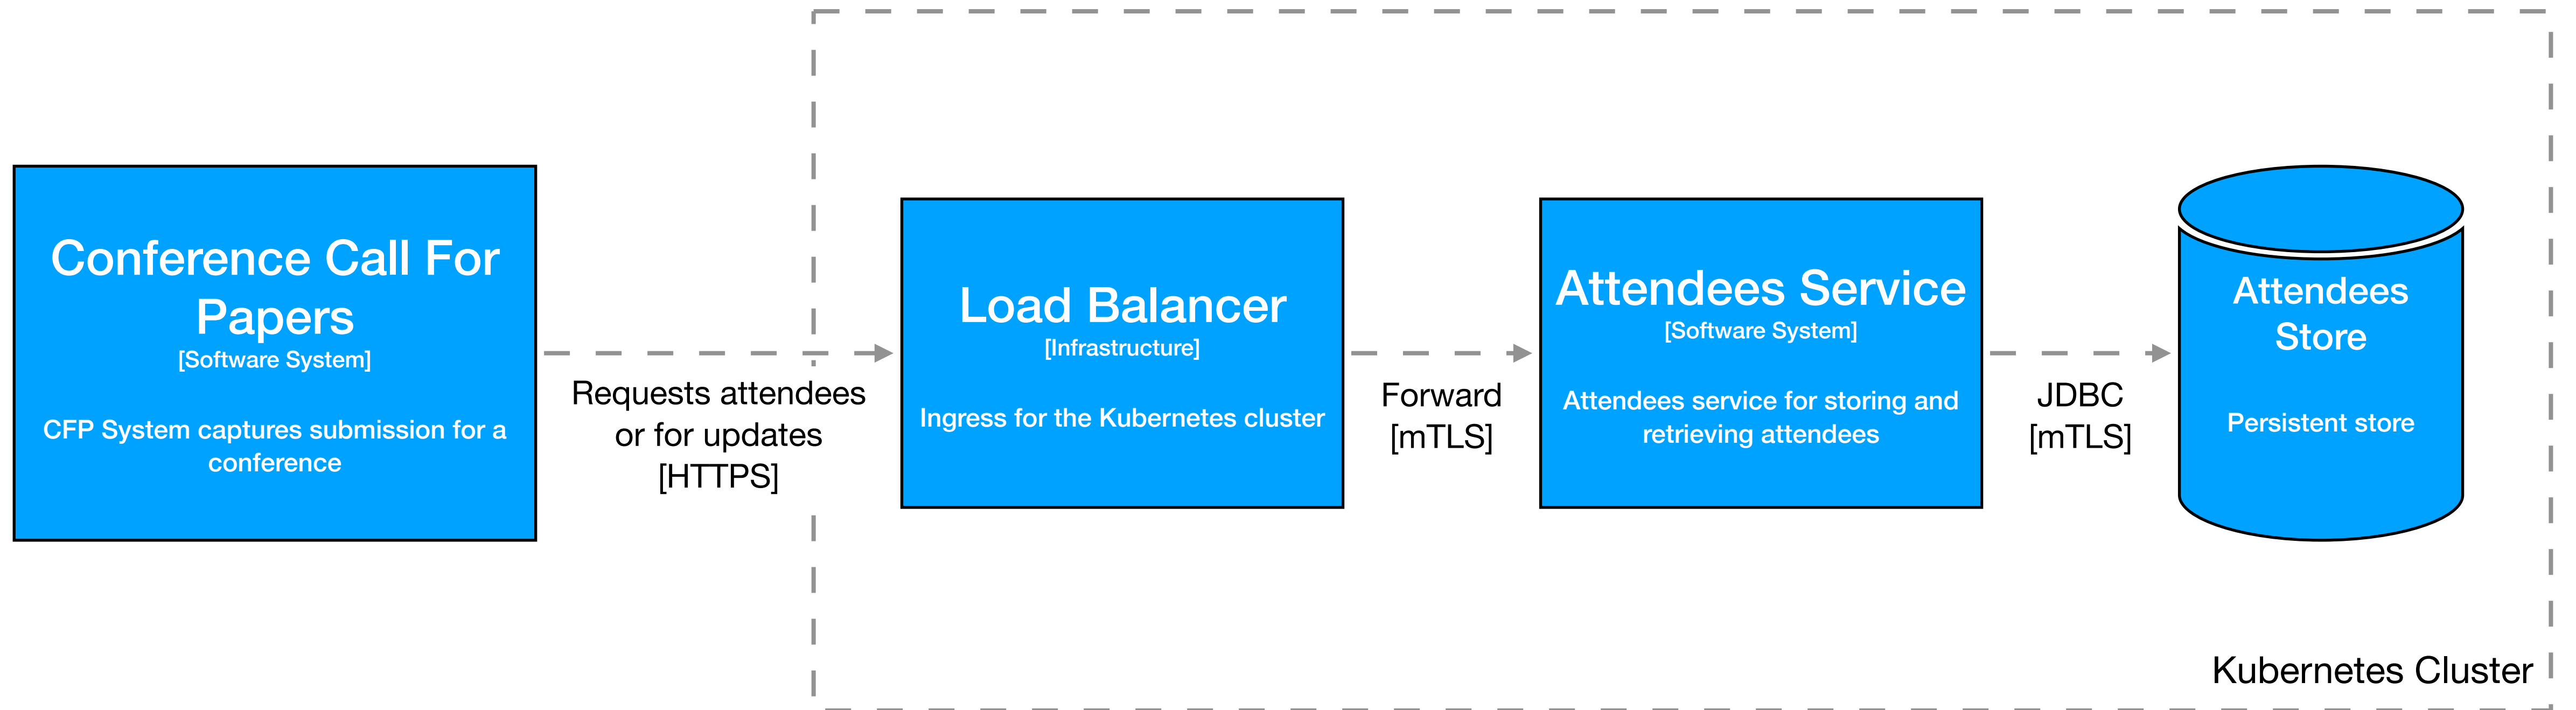 Conference Call For
Papers
[Software System]
CFP System captures submission for a
conference
Requests attendees
or for updates
[HTTPS]
Load Balancer
[Infrastructure]
Ingress for the Kubernetes cluster
Forward
[mTLS]
Attendees Service
[Software System]
Attendees service for storing and
retrieving attendees
JDBC
[mTLS]
Attendees
Store
Persistent store
Kubernetes Cluster